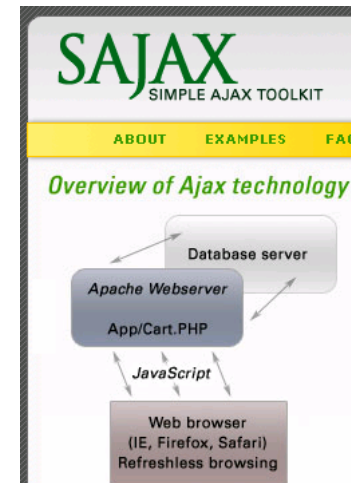 SAJAX
SIMPLE AJAX TOOLKIT
ABOUT EXAMPLES
Overview of Ajax technology
Database server
Apache Webserver
App/Cart.PHP
JavaScript
Web browser
(IE, Firefox, Safari)
Refreshless browsing